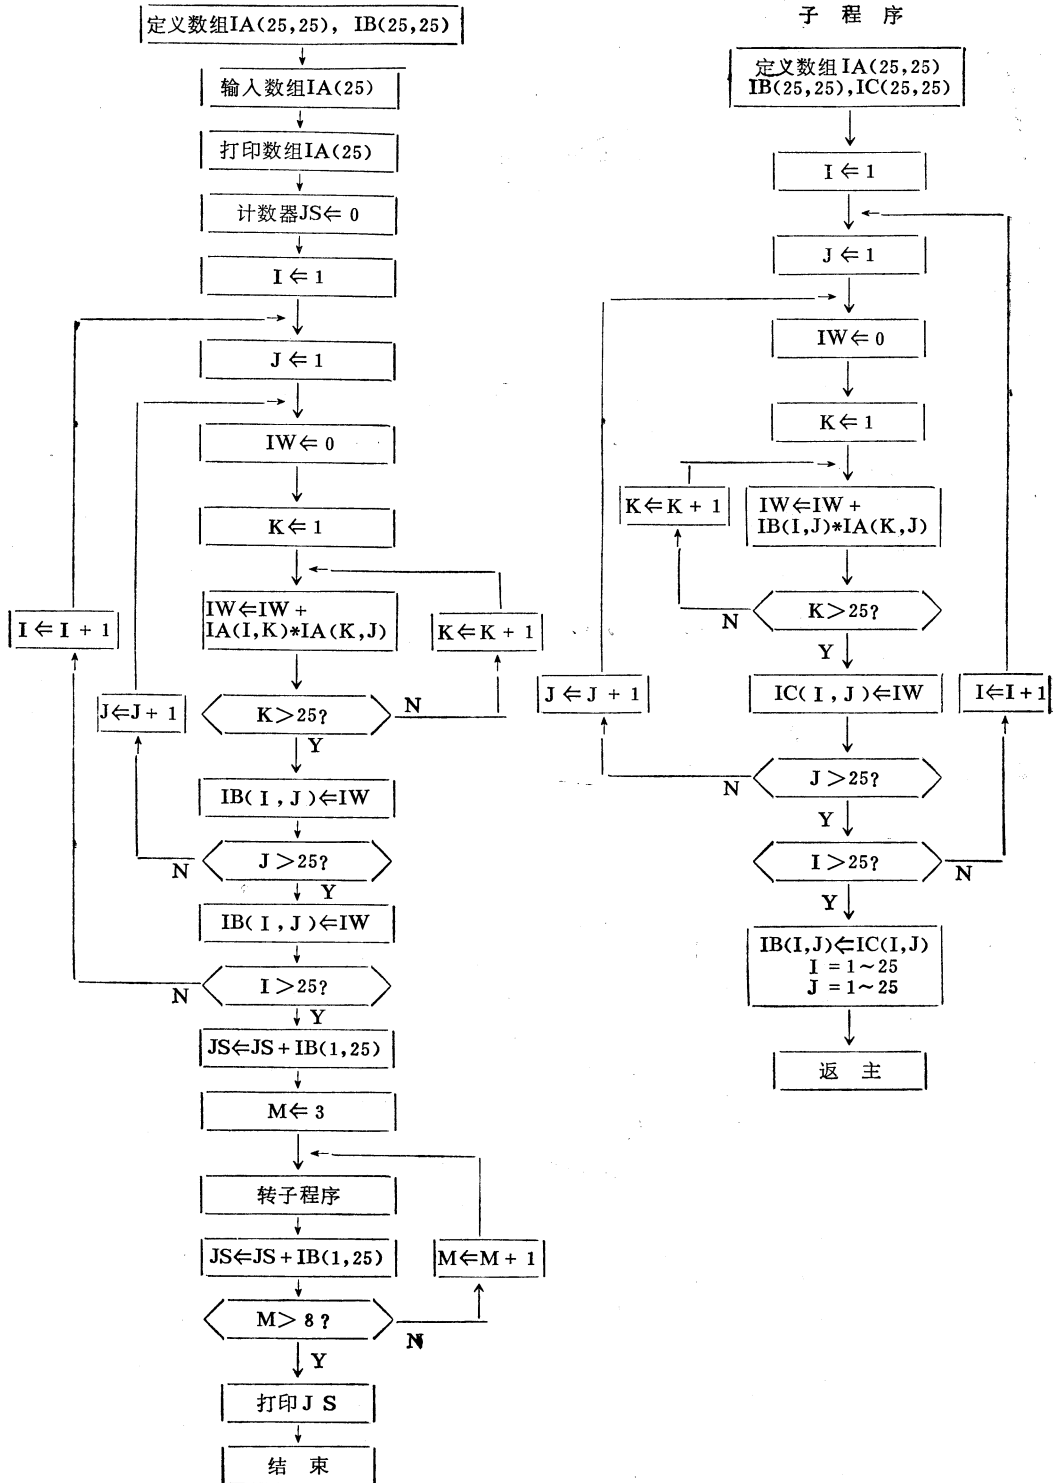 定义数组IA(25,25), IB(25,25)
输入数组IA(25)
打印数组IA(25)
计数器JS⇐0
I⇐1
J⇐1
IW⇐0
K⇐1
IW⇐IW+
IA(I,K)*IA(K,J)
K⇐K+1
I⇐I+1
J⇐J+1
K>25?
N
Y
IB(I,J)⇐IW
J>25?
N
Y
IB(I,J)⇐IW
I>25?
N
Y
JS⇐JS+IB(1,25)
M⇐3
转子程序
JS⇐JS+IB(1,25)
M⇐M+1
M>8?
N
Y
打印JS
结 束
子 程 序
定义数组IA(25,25)
IB(25,25),IC(25,25)
I⇐1
J⇐1
IW⇐0
K⇐1
K⇐K+1
IW⇐IW+
IB(I,J)*IA(K,J)
K>25?
N
Y
J⇐J+1
IC(I,J)⇐IW
I⇐I+1
J>25?
N
Y
I>25?
N
Y
IB(I,J)⇐IC(I,J)
I=1~25
J=1~25
返 主